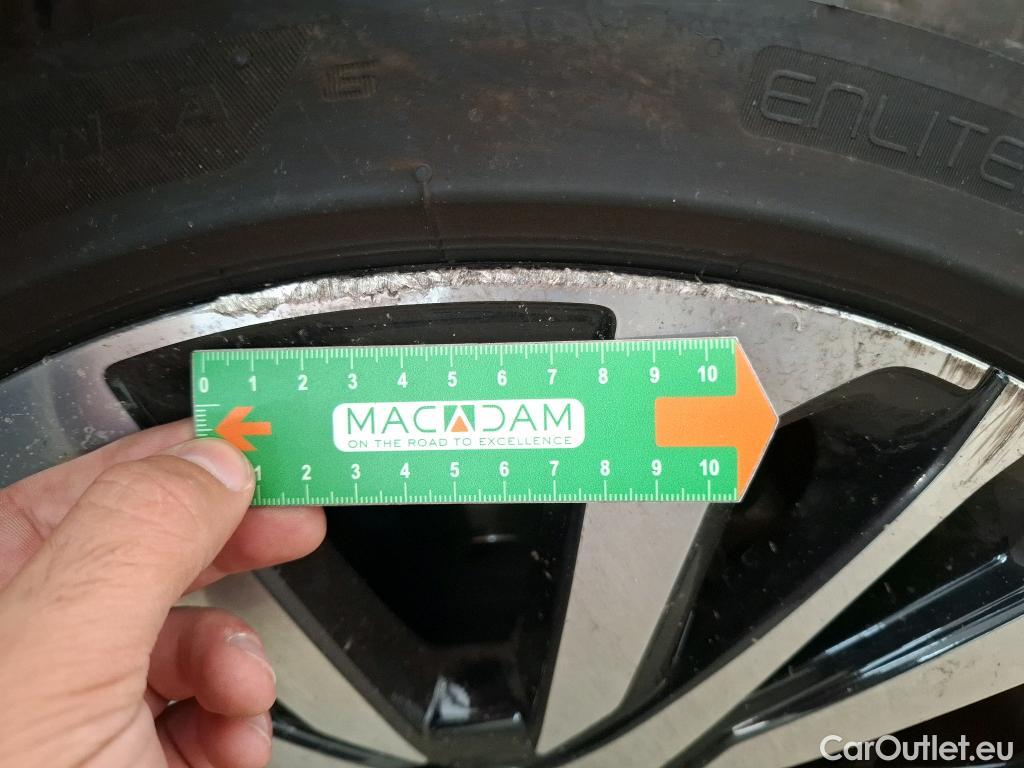 ENLITE
0 1 2 3 4 5 6 7 8 9 10
MACADAM
ON THE ROAD TO EXCELLENCE
1 2 3 4 5 6 7 8 9 10
CarOutlet.eu